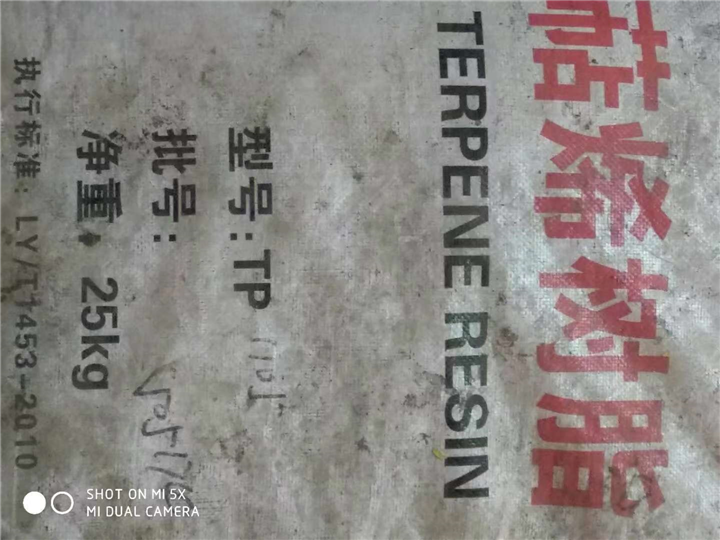 萜烯树脂
TERPENE RESIN
型号：TP
批号：
净重：25kg
执行标准：LY/T1453-2010
SHOT ON MI 5X
MI DUAL CAMERA